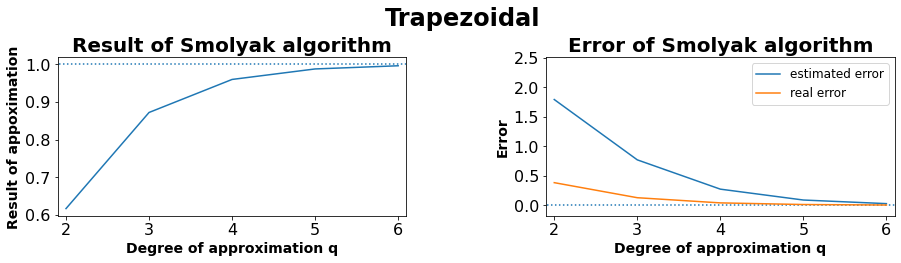 Trapezoidal
Result of Smolyak algorithm
Result of appoximation
1.0
0.9
0.8
0.7
0.6
2 3 4 5 6
Degree of approximation q
Error of Smolyak algorithm
Error
2.5
2.0
1.5
1.0
0.5
0.0
estimated error
real error
2 3 4 5 6
Degree of approximation q